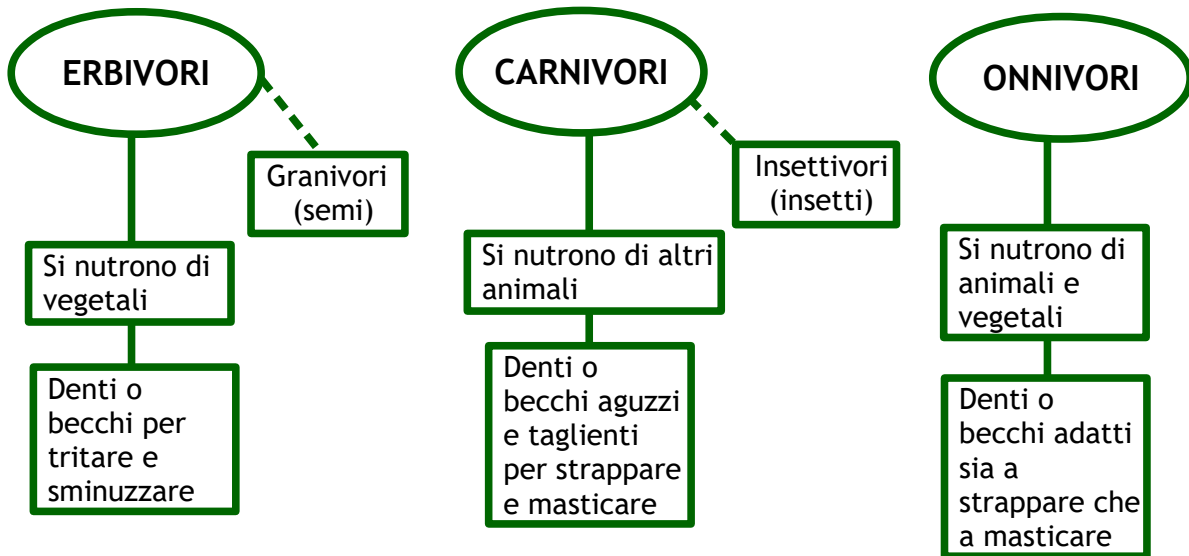 ERBIVORI
Granivori
(semi)
Si nutrono di
vegetali
Denti o
becchi per
tritare e
sminuzzare
CARNIVORI
Insettivori
(insetti)
Si nutrono di altri
animali
Denti o
becchi aguzzi
e taglienti
per strappare
e masticare
ONNIVORI
Si nutrono di
animali e
vegetali
Denti o
becchi adatti
sia a
strappare che
a masticare